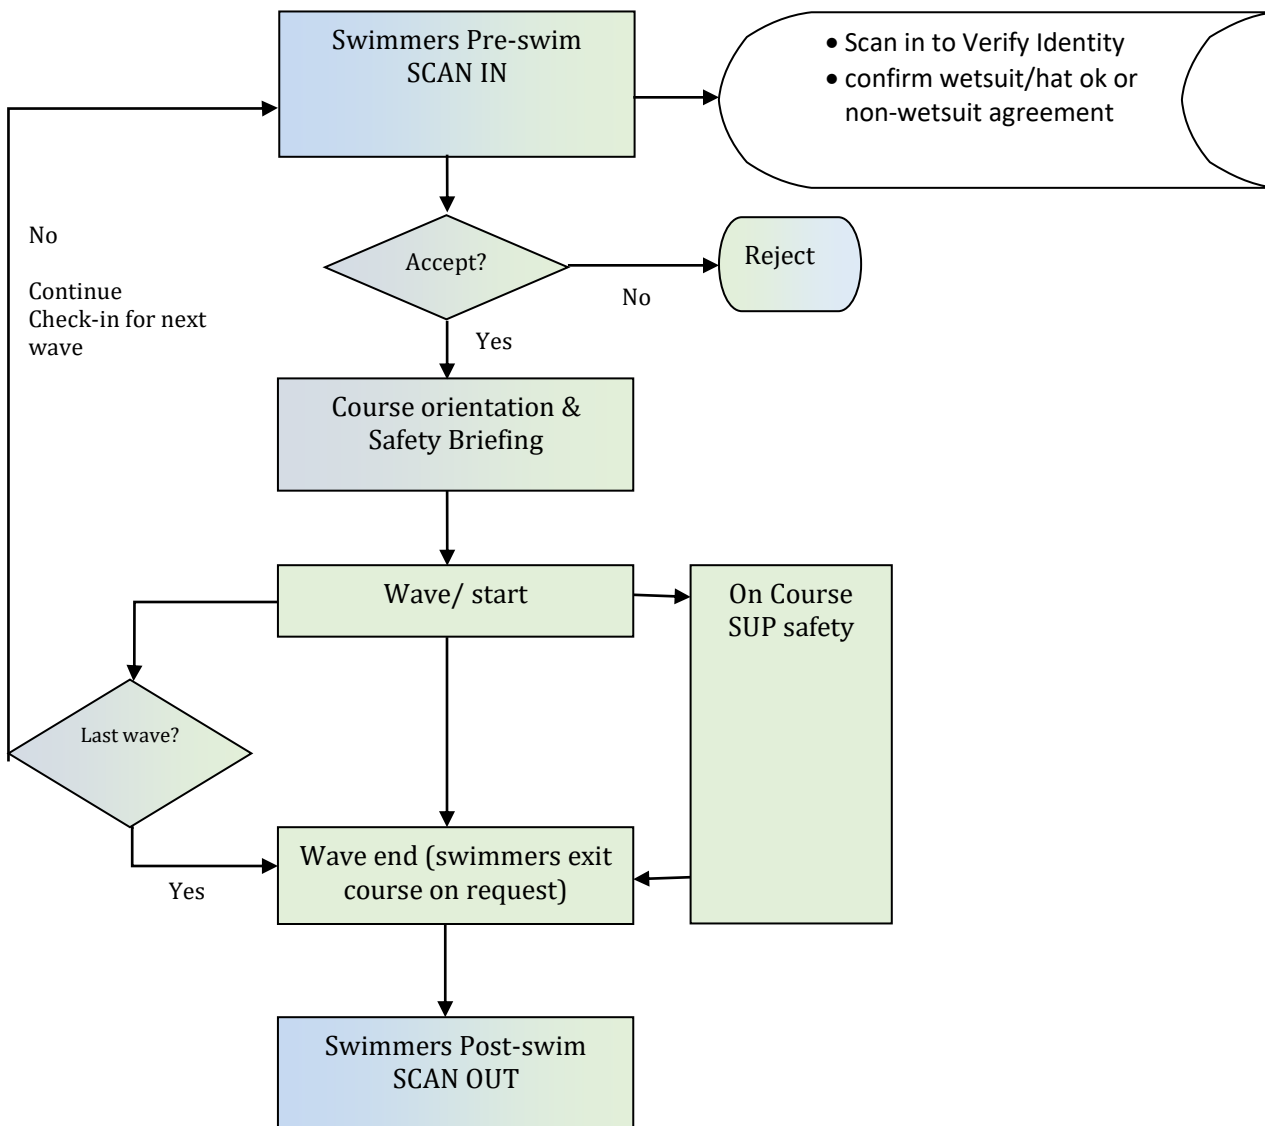 Swimmers Pre-swim
SCAN IN
• Scan in to Verify Identity
• confirm wetsuit/hat ok or
non-wetsuit agreement
No
Continue
Check-in for next
wave
Accept?
No
Reject
Yes
Course orientation &
Safety Briefing
Wave/ start
On Course
SUP safety
Last wave?
Yes
Wave end (swimmers exit
course on request)
Swimmers Post-swim
SCAN OUT